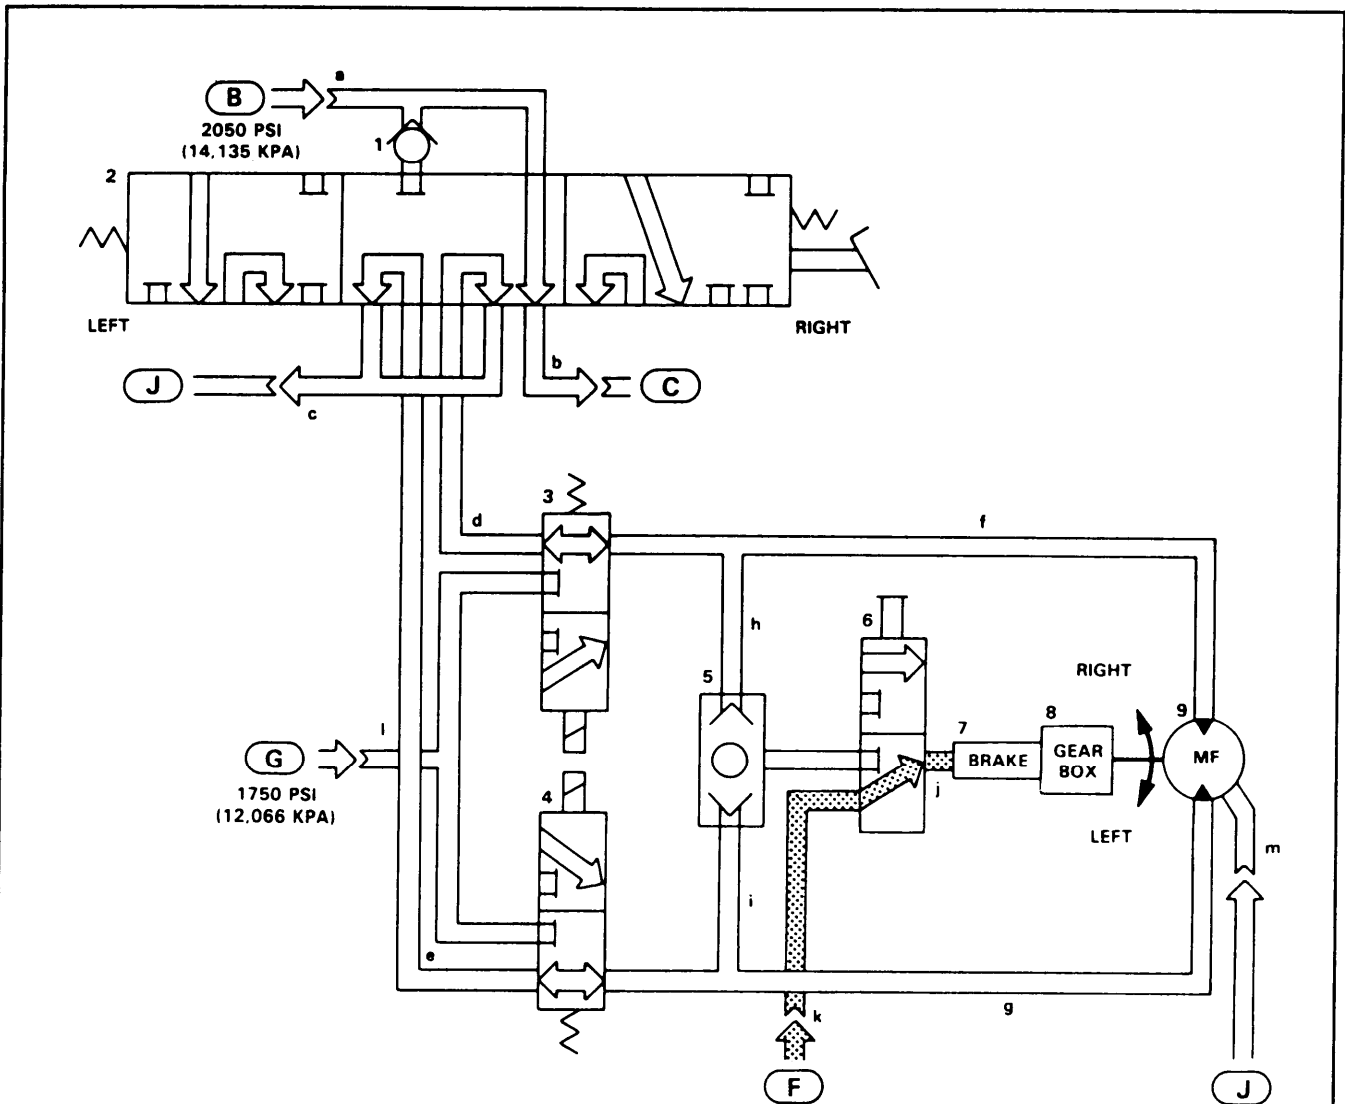 a
B
2050 PSI
(14,135 KPA)
1
2
LEFT
RIGHT
J
b
C
c
3
d
f
h
6
5
RIGHT
l
G
1750 PSI
(12,066 KPA)
7
BRAKE
8
GEAR
BOX
9
MF
4
j
LEFT
m
i
e
g
k
F
J